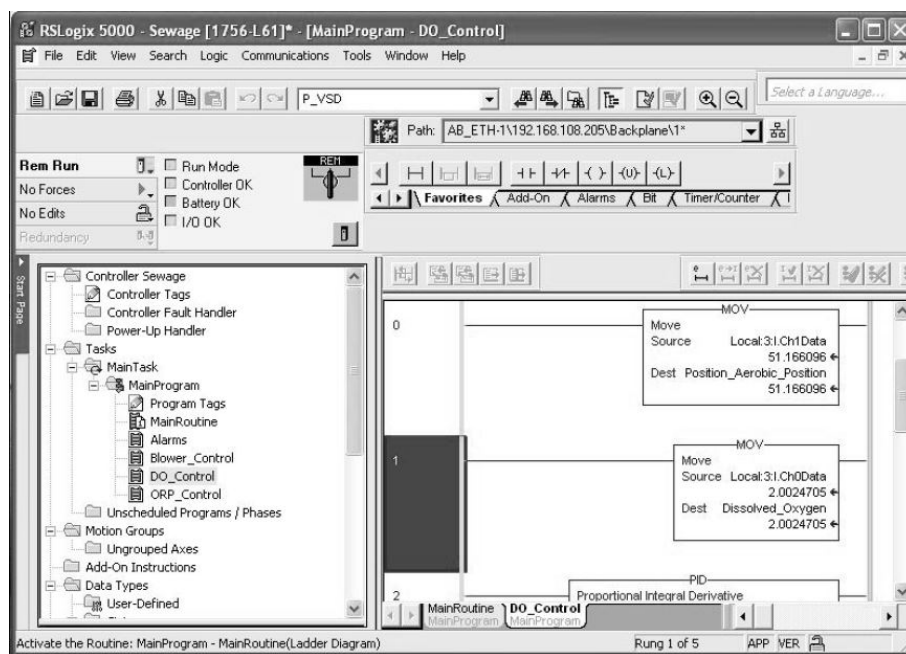 RSLogix 5000 - Sewage [1756-L61]* - [MainProgram - DO_Control]
File Edit View Search Logic Communications Tools Window Help
P_VSD
Select a Language...
Path: AB_ETH-1\192.168.108.205\Backplane\1*
Rem Run
No Forces
No Edits
Redundancy
Run Mode
Controller OK
Battery OK
I/O OK
REM
Favorites Add-On Alarms Bit Timer/Counter
Start Page
Controller Sewage
Controller Tags
Controller Fault Handler
Power-Up Handler
Tasks
MainTask
MainProgram
Program Tags
MainRoutine
Alarms
Blower_Control
DO_Control
ORP_Control
Unscheduled Programs / Phases
Motion Groups
Ungrouped Axes
Add-On Instructions
Data Types
User-Defined
0
MOV
Move
Source Local:3:I.Ch1Data
51.166096
Dest Position_Aerobic_Position
51.166096
1
MOV
Move
Source Local:3:I.Ch0Data
2.0024705
Dest Dissolved_Oxygen
2.0024705
2
PID
Proportional Integral Derivative
MainRoutine DO_Control
MainProgram MainProgram
Activate the Routine: MainProgram - MainRoutine(Ladder Diagram)
Rung 1 of 5 APP VER